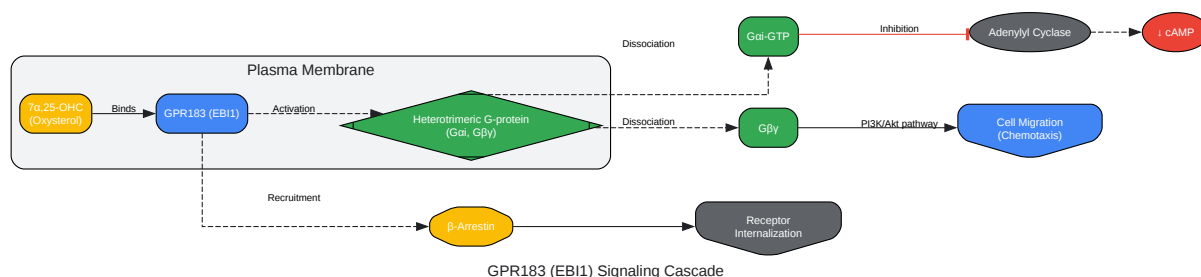 Plasma Membrane
7α,25-OHC
(Oxysterol)
Binds
GPR183 (EBI1)
Activation
Heterotrimeric G-protein
(Gαi, Gβγ)
Dissociation
Gαi-GTP
Inhibition
Adenylyl Cyclase
↓ cAMP
Dissociation
Gβγ
PI3K/Akt pathway
Cell Migration
(Chemotaxis)
Recruitment
β-Arrestin
Receptor
Internalization
GPR183 (EBI1) Signaling Cascade